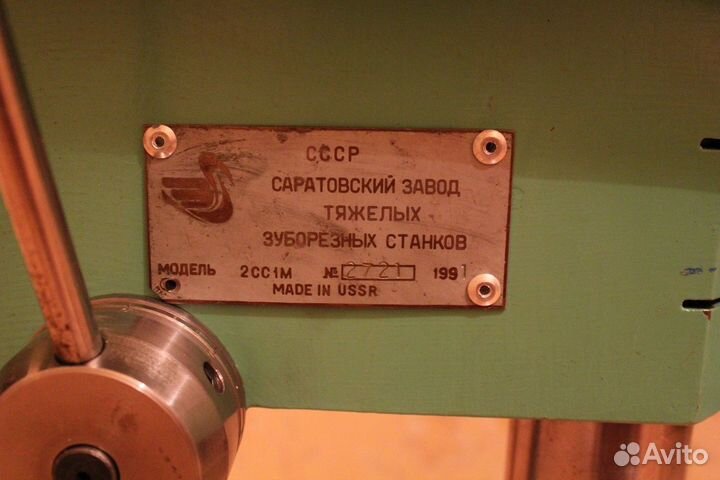 СССР
САРАТОВСКИЙ ЗАВОД
ТЯЖЕЛЫХ
ЗУБОРЕЗНЫХ СТАНКОВ
МОДЕЛЬ 2СС1М № 2721 1991
MADE IN USSR
Avito